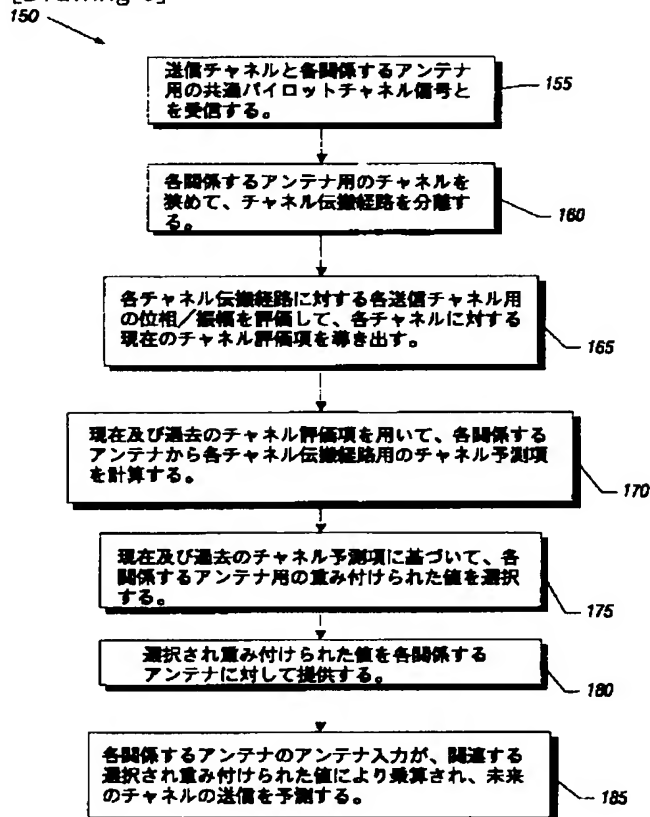 150
送信チャネルと各関係するアンテナ
用の共通パイロットチャネル信号と
を受信する。
155
各関係するアンテナ用のチャネルを
狭めて、チャネル伝搬経路を分離す
る。
160
各チャネル伝搬経路に対する各送信チャネル用
の位相／振幅を評価して、各チャネルに対する
現在のチャネル評価項を導き出す。
165
現在及び過去のチャネル評価項を用いて、各関係する
アンテナから各チャネル伝搬経路用のチャネル予測項
を計算する。
170
現在及び過去のチャネル予測項に基づいて、各
関係するアンテナ用の重み付けられた値を選択
する。
175
選択され重み付けられた値を各関係する
アンテナに対して提供する。
180
各関係するアンテナのアンテナ入力が、関連する
選択され重み付けられた値により乗算され、未来
のチャネルの送信を予測する。
185